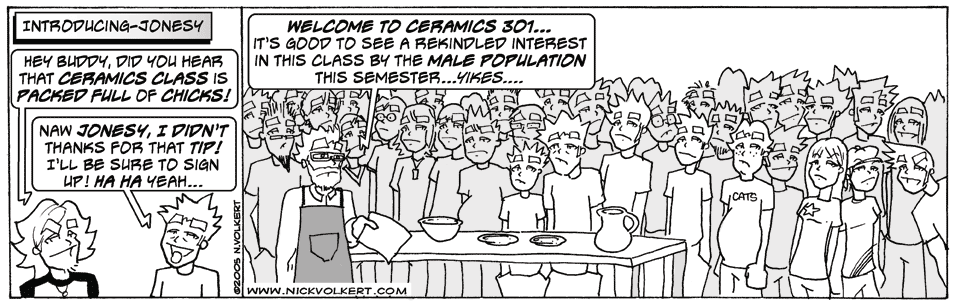 INTRODUCING-JONESY
HEY BUDDY, DID YOU HEAR
THAT CERAMICS CLASS IS
PACKED FULL OF CHICKS!
NAW JONESY, I DIDN'T
THANKS FOR THAT TIP!
I'LL BE SURE TO SIGN
UP! HA HA YEAH...
©2005 N.VOLKERT
WELCOME TO CERAMICS 301...
IT'S GOOD TO SEE A REKINDLED INTEREST
IN THIS CLASS BY THE MALE POPULATION
THIS SEMESTER...YIKES....
CATS
WWW.NICKVOLKERT.COM